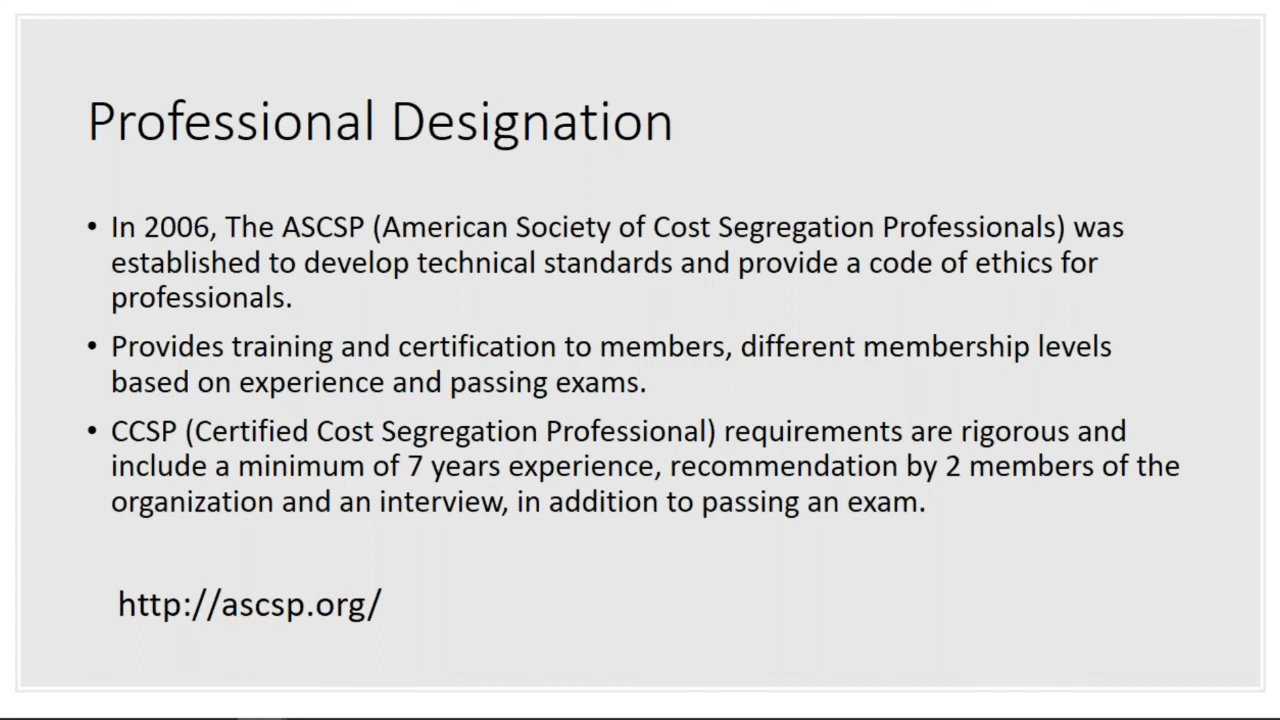 Professional Designation
• In 2006, The ASCSP (American Society of Cost Segregation Professionals) was
established to develop technical standards and provide a code of ethics for
professionals.
• Provides training and certification to members, different membership levels
based on experience and passing exams.
• CCSP (Certified Cost Segregation Professional) requirements are rigorous and
include a minimum of 7 years experience, recommendation by 2 members of the
organization and an interview, in addition to passing an exam.
http://ascsp.org/